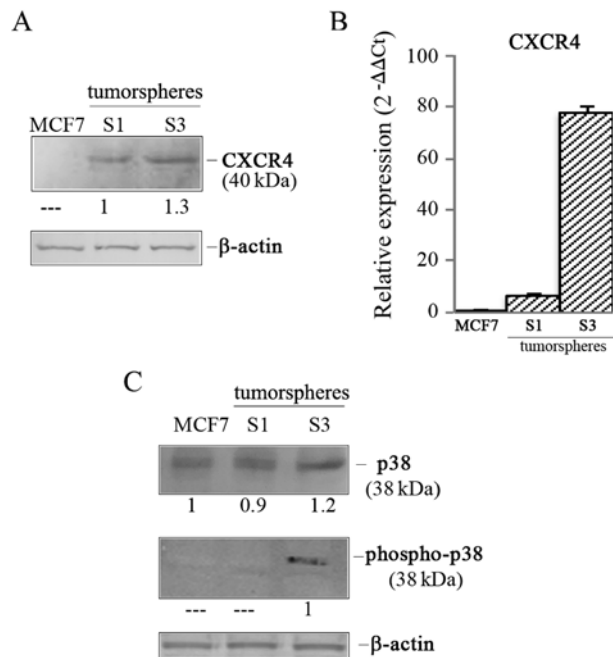 A
tumorspheres
MCF7 S1 S3
CXCR4
(40 kDa)
--- 1 1.3
β-actin
B
CXCR4
Relative expression (2 -ΔΔCt)
100
80
60
40
20
0
MCF7 S1 S3
tumorspheres
C
tumorspheres
MCF7 S1 S3
p38
(38 kDa)
1 0.9 1.2
phospho-p38
(38 kDa)
--- --- 1
β-actin